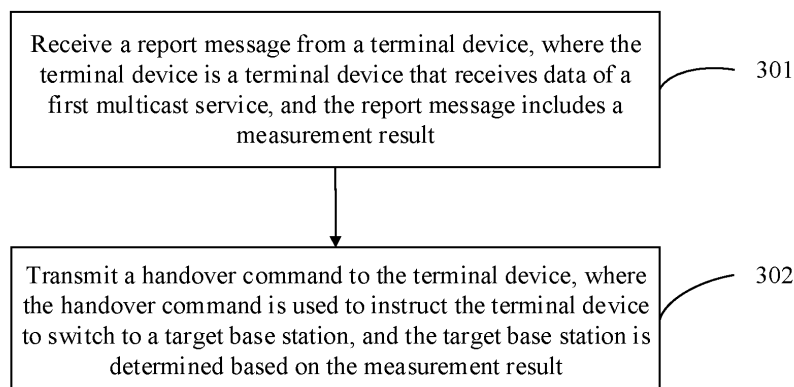 Receive a report message from a terminal device, where the
terminal device is a terminal device that receives data of a
first multicast service, and the report message includes a
measurement result
301
Transmit a handover command to the terminal device, where
the handover command is used to instruct the terminal device
to switch to a target base station, and the target base station is
determined based on the measurement result
302